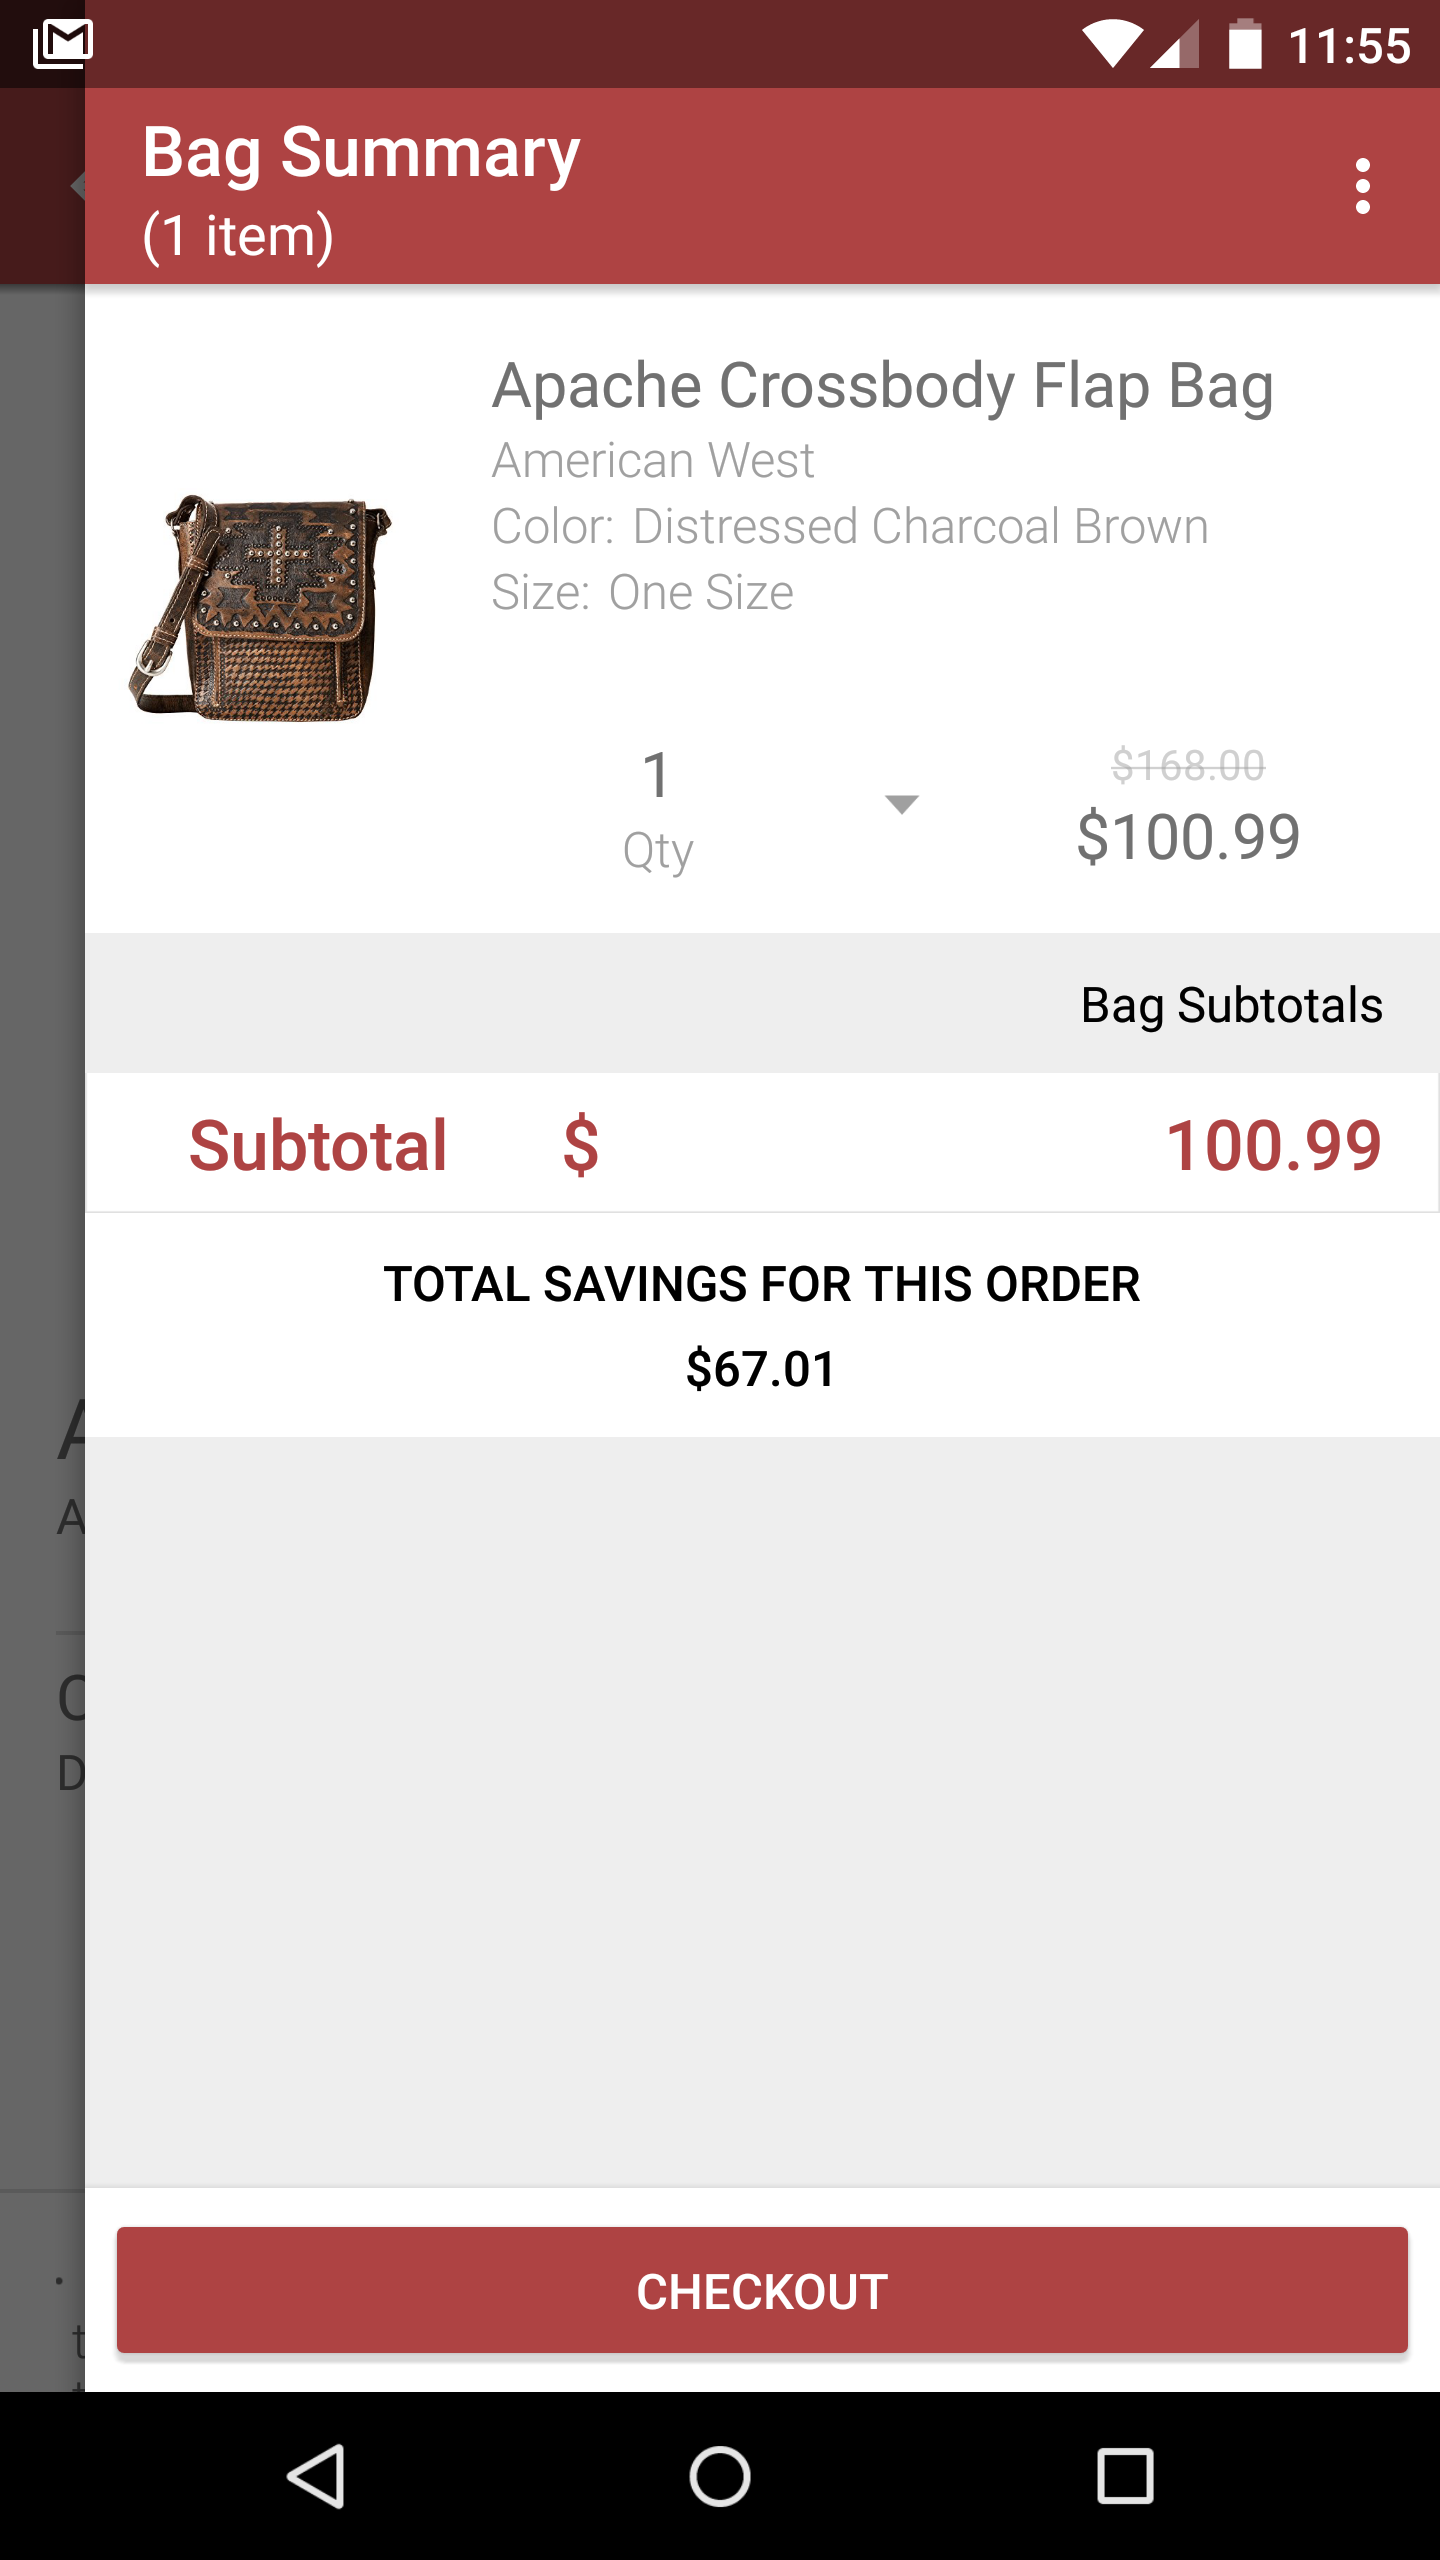 11:55
Bag Summary
(1 item)
Apache Crossbody Flap Bag
American West
Color: Distressed Charcoal Brown
Size: One Size
1
Qty
$168.00
$100.99
Bag Subtotals
Subtotal $ 100.99
TOTAL SAVINGS FOR THIS ORDER
$67.01
A
A
D
t
CHECKOUT